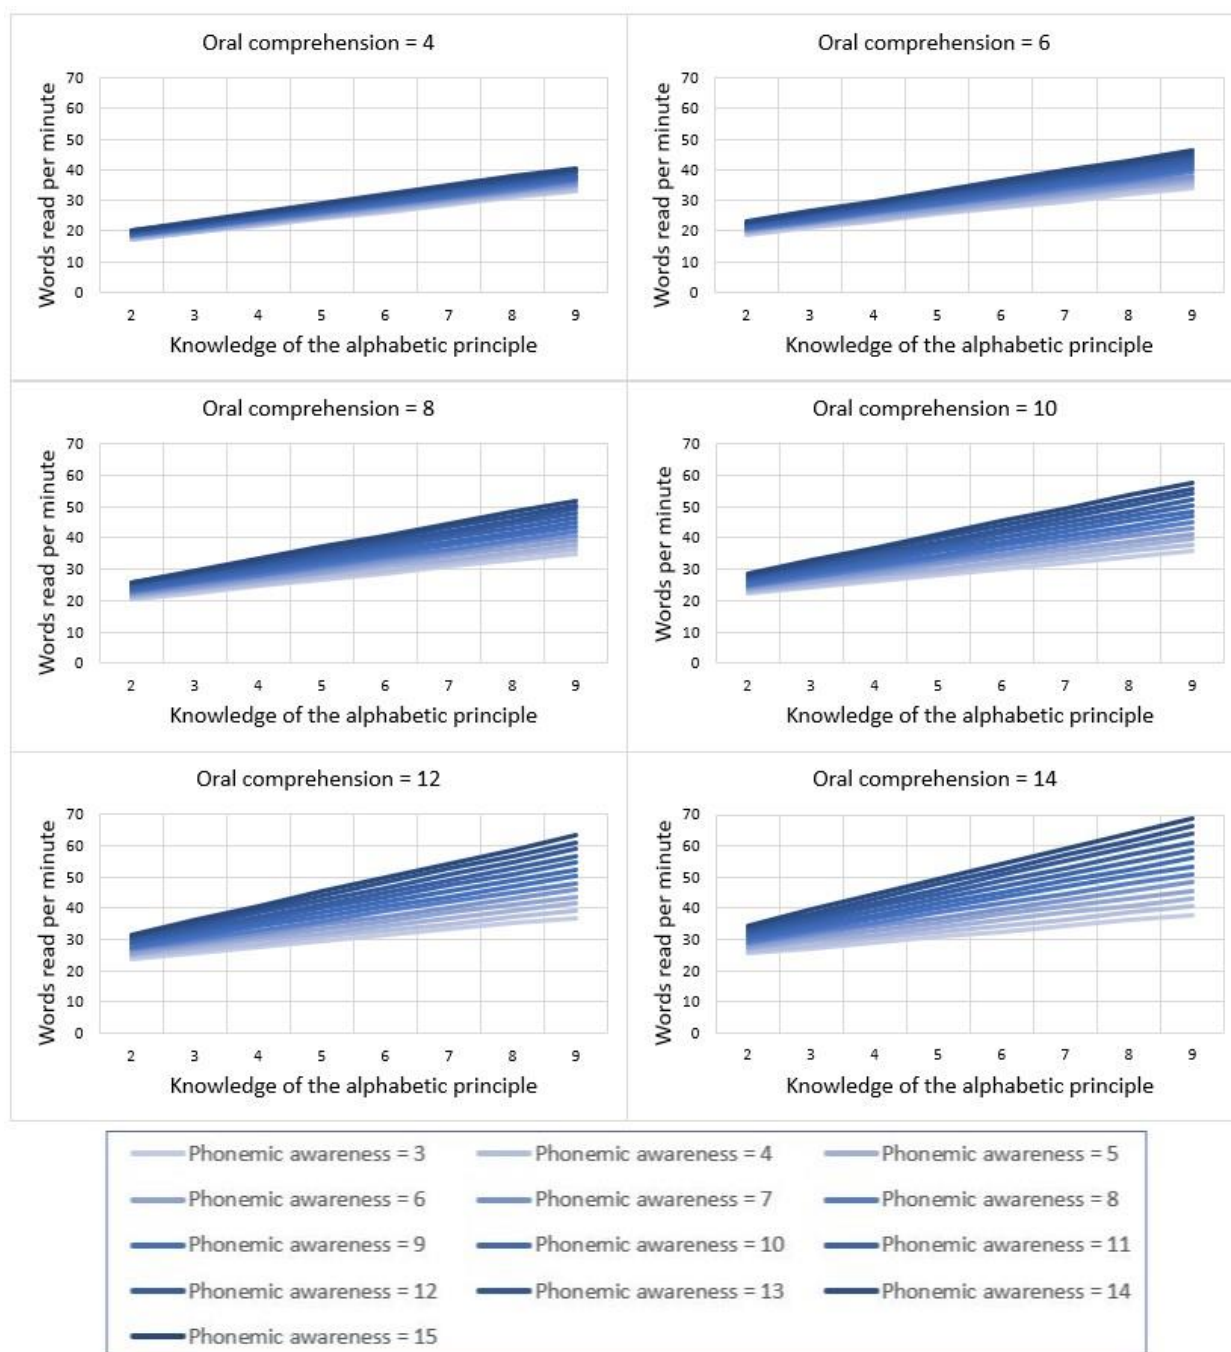 Oral comprehension = 4
Words read per minute
70
60
50
40
30
20
10
0
2 3 4 5 6 7 8 9
Knowledge of the alphabetic principle
Oral comprehension = 6
Words read per minute
70
60
50
40
30
20
10
0
2 3 4 5 6 7 8 9
Knowledge of the alphabetic principle
Oral comprehension = 8
Words read per minute
70
60
50
40
30
20
10
0
2 3 4 5 6 7 8 9
Knowledge of the alphabetic principle
Oral comprehension = 10
Words per minute
70
60
50
40
30
20
10
0
2 3 4 5 6 7 8 9
Knowledge of the alphabetic principle
Oral comprehension = 12
Words read per minute
70
60
50
40
30
20
10
0
2 3 4 5 6 7 8 9
Knowledge of the alphabetic principle
Oral comprehension = 14
Words read per minute
70
60
50
40
30
20
10
0
2 3 4 5 6 7 8 9
Knowledge of the alphabetic principle
Phonemic awareness = 3 Phonemic awareness = 4 Phonemic awareness = 5
Phonemic awareness = 6 Phonemic awareness = 7 Phonemic awareness = 8
Phonemic awareness = 9 Phonemic awareness = 10 Phonemic awareness = 11
Phonemic awareness = 12 Phonemic awareness = 13 Phonemic awareness = 14
Phonemic awareness = 15